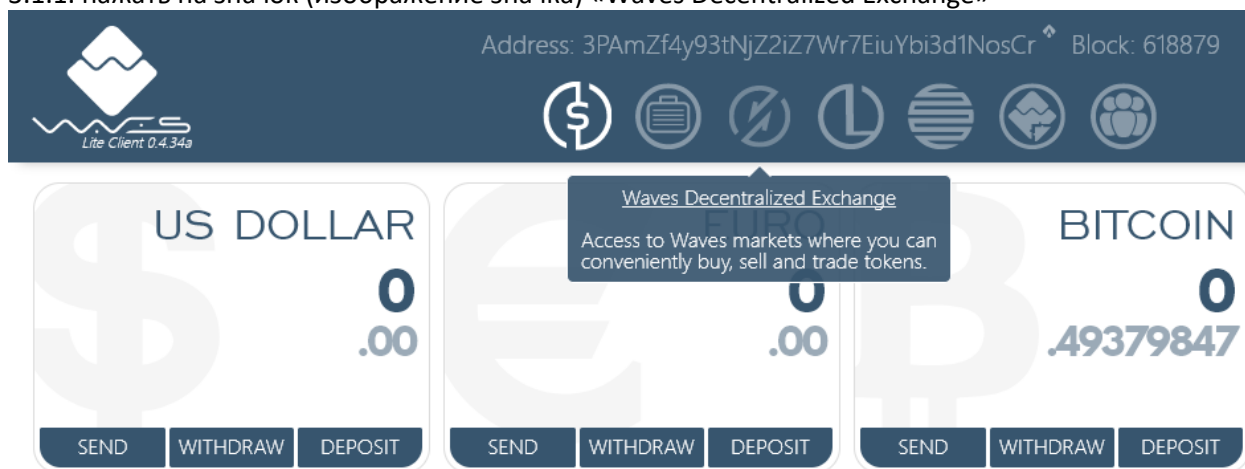 3.1.1. нажать на значок (изображение значка) «Waves Decentralized Exchange»
Address: 3PAmZf4y93tNjZ2iZ7Wr7EiuYbi3d1NosCr Block: 618879
WAVES
Lite Client 0.4.34a
Waves Decentralized Exchange
Access to Waves markets where you can
conveniently buy, sell and trade tokens.
US DOLLAR
0
.00
EURO
0
.00
BITCOIN
0
.49379847
SEND WITHDRAW DEPOSIT
SEND WITHDRAW DEPOSIT
SEND WITHDRAW DEPOSIT